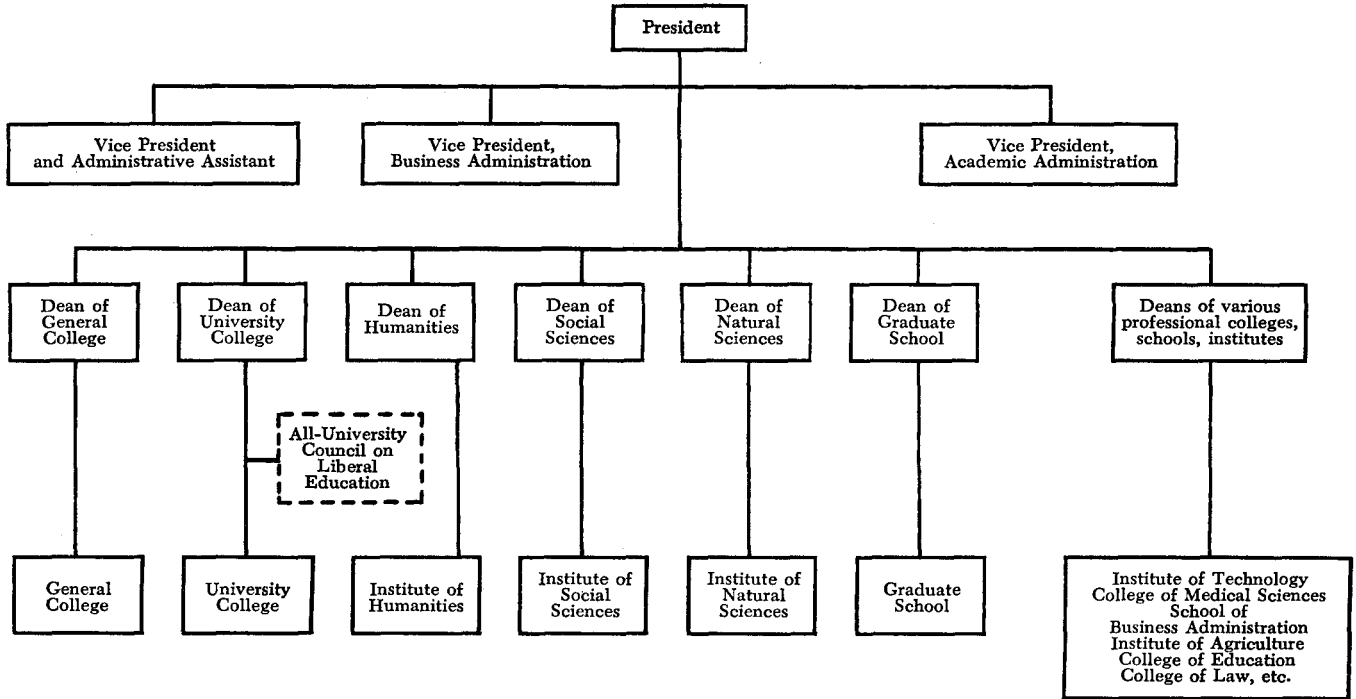 President
Vice President
and Administrative Assistant
Vice President,
Business Administration
Vice President,
Academic Administration
Dean of
General
College
Dean of
University
College
Dean of
Humanities
Dean of
Social
Sciences
Dean of
Natural
Sciences
Dean of
Graduate
School
Deans of various
professional colleges,
schools, institutes
All-University
Council on
Liberal
Education
General
College
University
College
Institute of
Humanities
Institute of
Social
Sciences
Institute of
Natural
Sciences
Graduate
School
Institute of Technology
College of Medical Sciences
School of
Business Administration
Institute of Agriculture
College of Education
College of Law, etc.